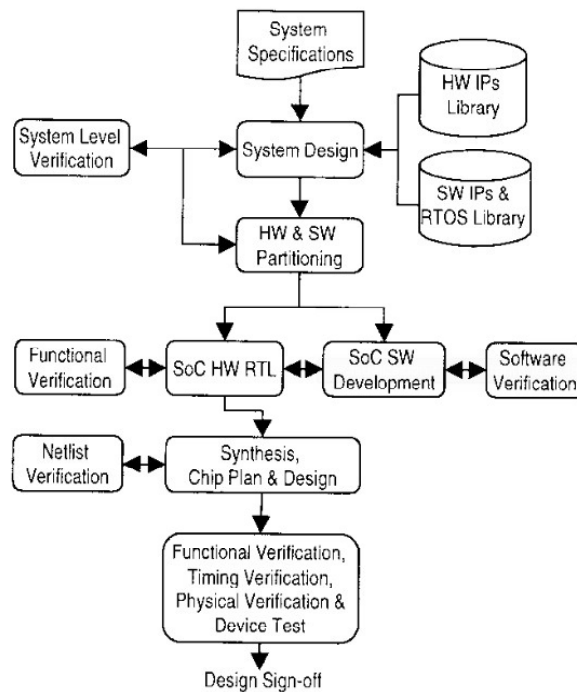 System
Specifications
HW IPs
Library
System Level
Verification
System Design
SW IPs &
RTOS Library
HW & SW
Partitioning
Functional
Verification
SoC HW RTL
SoC SW
Development
Software
Verification
Netlist
Verification
Synthesis,
Chip Plan & Design
Functional Verification,
Timing Verification,
Physical Verification &
Device Test
Design Sign-off